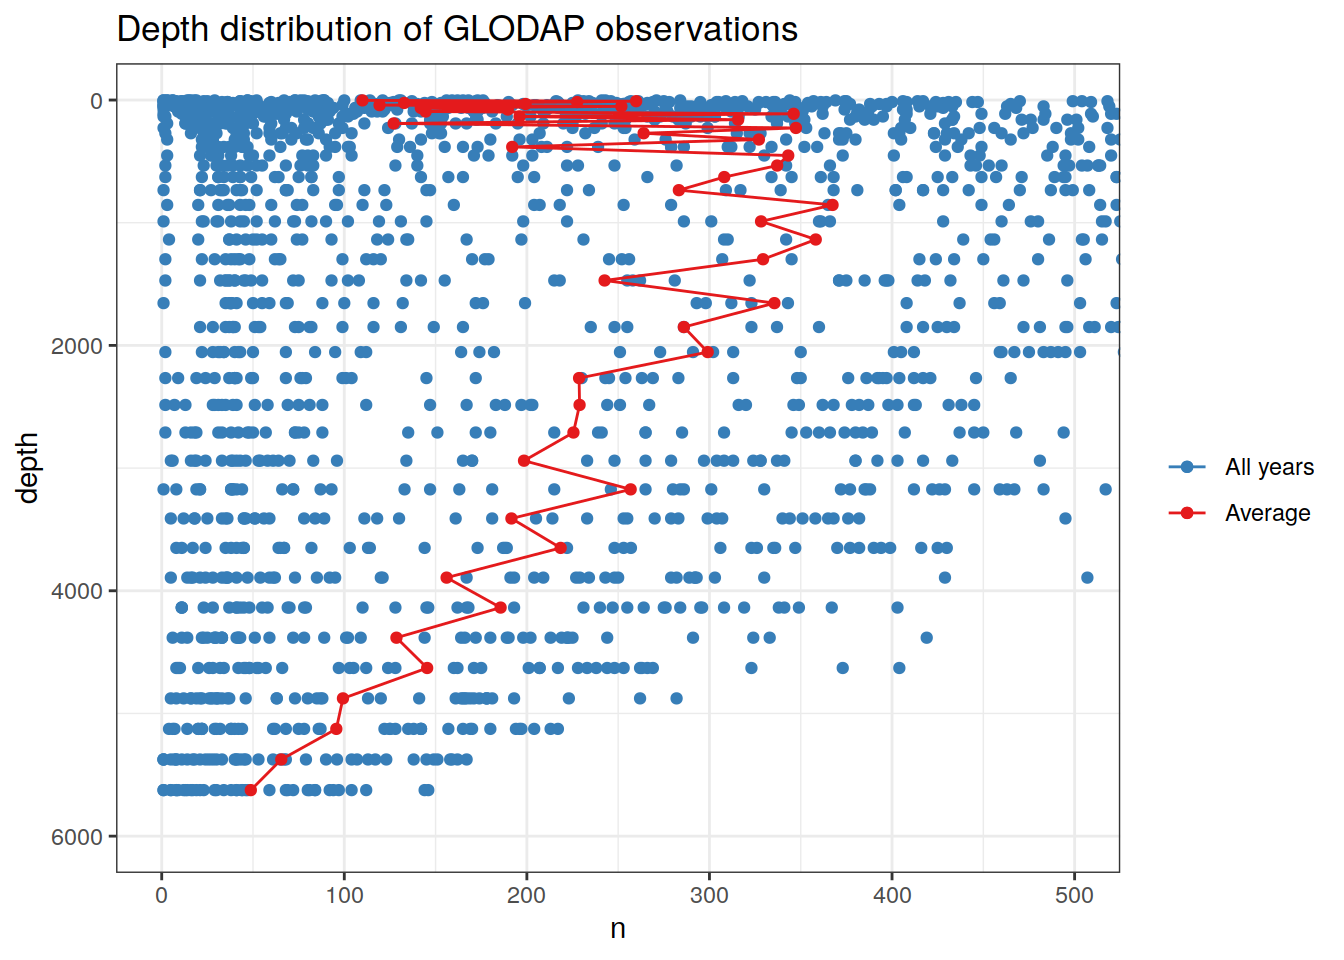 Depth distribution of GLODAP observations
0
2000
4000
6000
depth
0 100 200 300 400 500
n
All years
Average